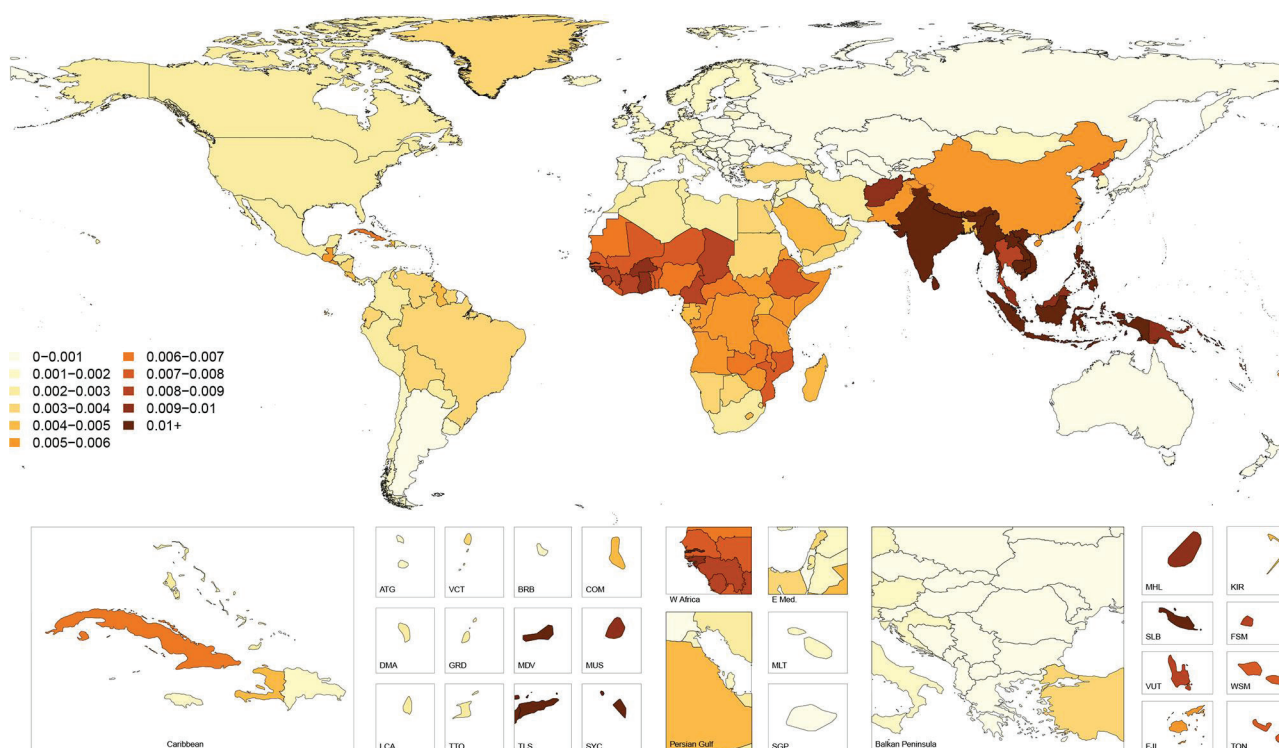 0−0.001
0.001−0.002
0.002−0.003
0.003−0.004
0.004−0.005
0.005−0.006
0.006−0.007
0.007−0.008
0.008−0.009
0.009−0.01
0.01+
Caribbean
ATG
VCT
BRB
COM
DMA
GRD
MDV
MUS
LCA
TTO
TLS
SYC
W Africa
E Med.
Persian Gulf
MLT
SGP
Balkan Peninsula
MHL
KIR
SLB
FSM
VUT
WSM
FJI
TON